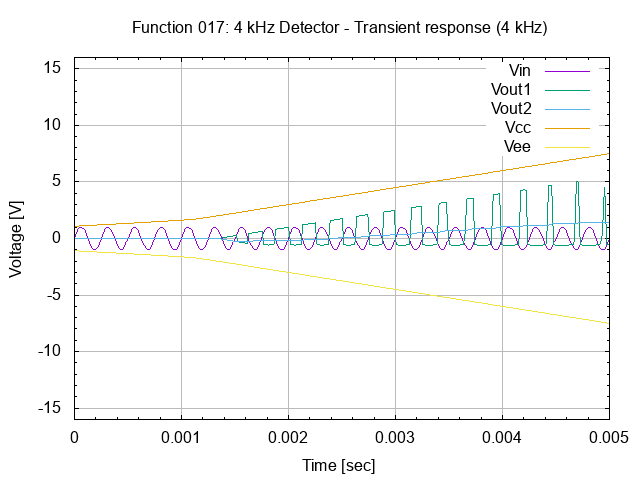 Function 017: 4 kHz Detector - Transient response (4 kHz)
Vin
Vout1
Vout2
Vcc
Vee
Voltage [V]
15
10
5
0
-5
-10
-15
0 0.001 0.002 0.003 0.004 0.005
Time [sec]